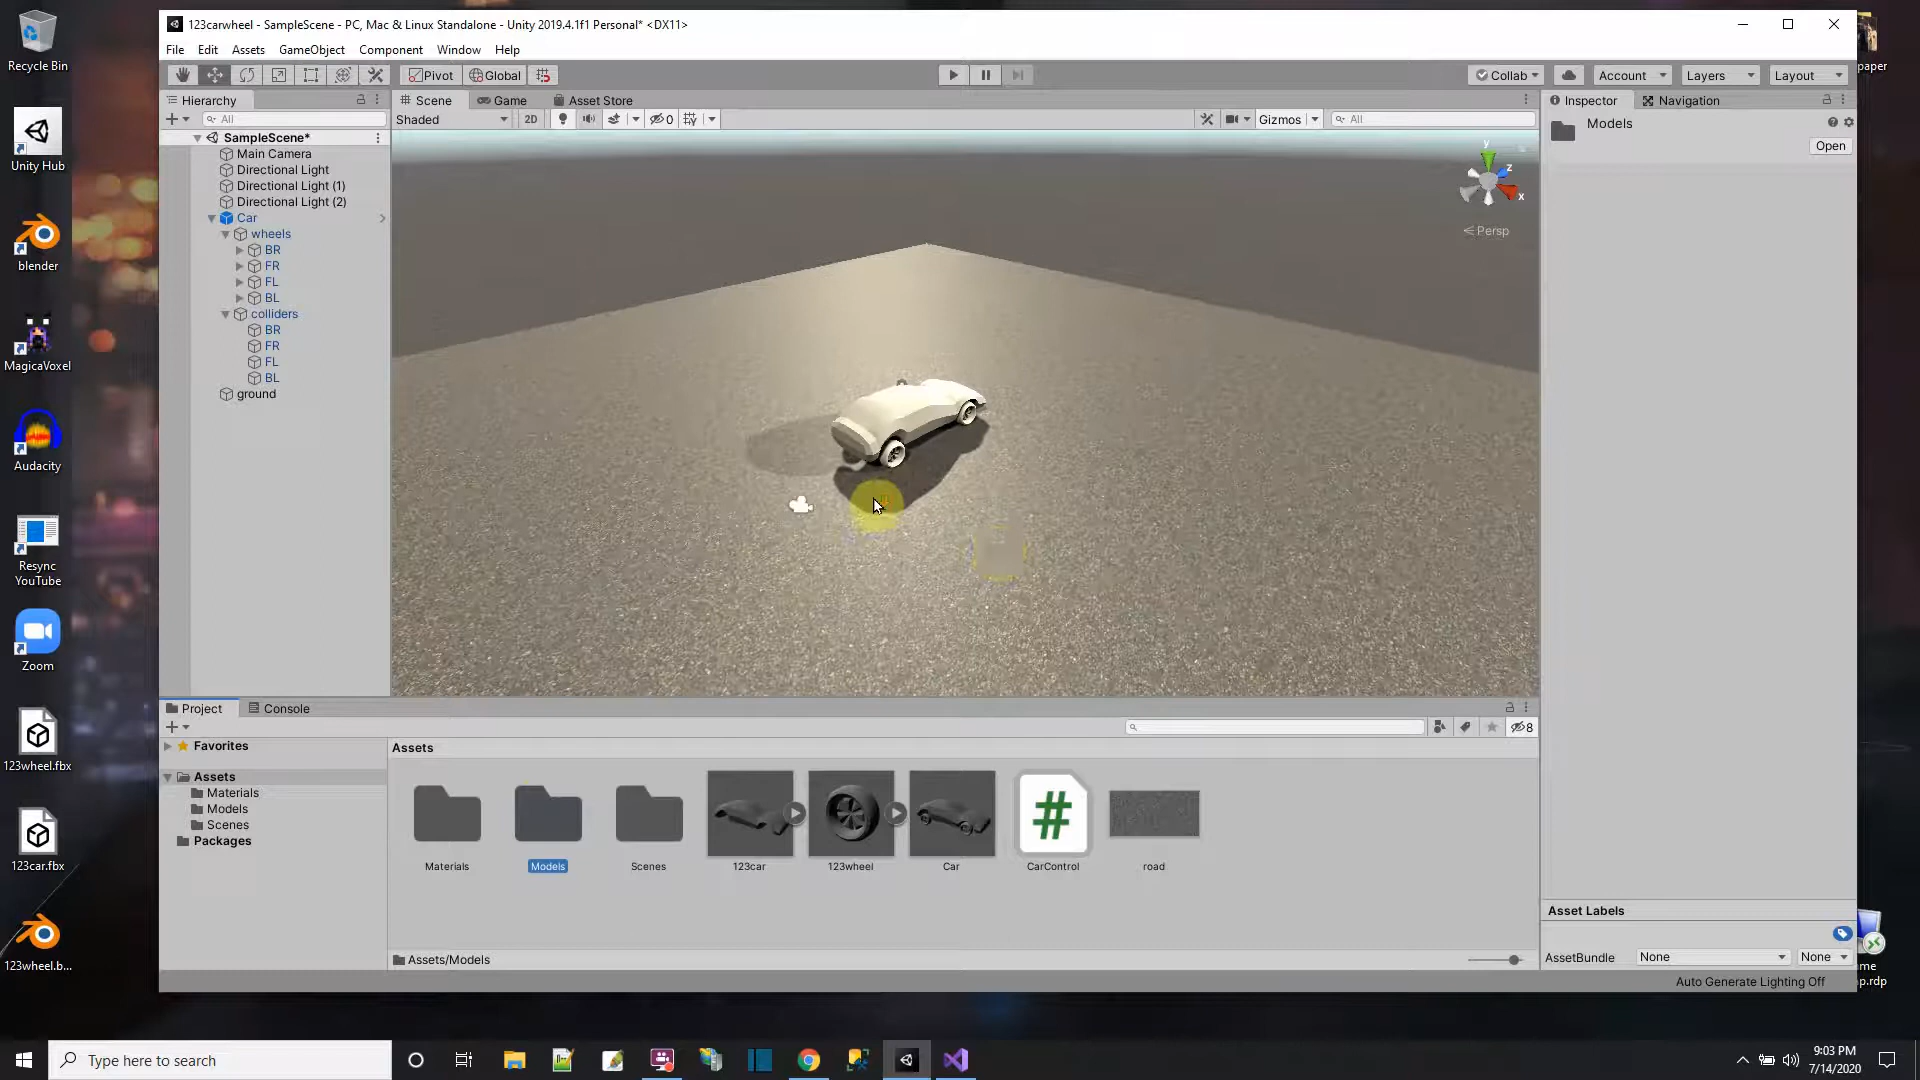 Recycle Bin
Unity Hub
blender
MagicaVoxel
Audacity
Resync
YouTube
Zoom
123wheel.fbx
123car.fbx
123wheel.b...
123carwheel - SampleScene - PC, Mac & Linux Standalone - Unity 2019.4.1f1 Personal* <DX11>
File Edit Assets GameObject Component Window Help
Pivot Global Collab Account Layers Layout
Hierarchy
All
SampleScene*
Main Camera
Directional Light
Directional Light (1)
Directional Light (2)
Car
wheels
BR
FR
FL
BL
colliders
BR
FR
FL
BL
ground
Scene Game Asset Store
Shaded 2D 0 Gizmos All
y
z
x
Persp
Inspector Navigation
Models
Open
Project Console
8
Favorites
Assets
Materials
Models
Scenes
Packages
Assets
Materials Models Scenes 123car 123wheel Car CarControl road
#
Assets/Models
Asset Labels
AssetBundle None None
Auto Generate Lighting Off
paper
me
p.rdp
Type here to search
9:03 PM
7/14/2020